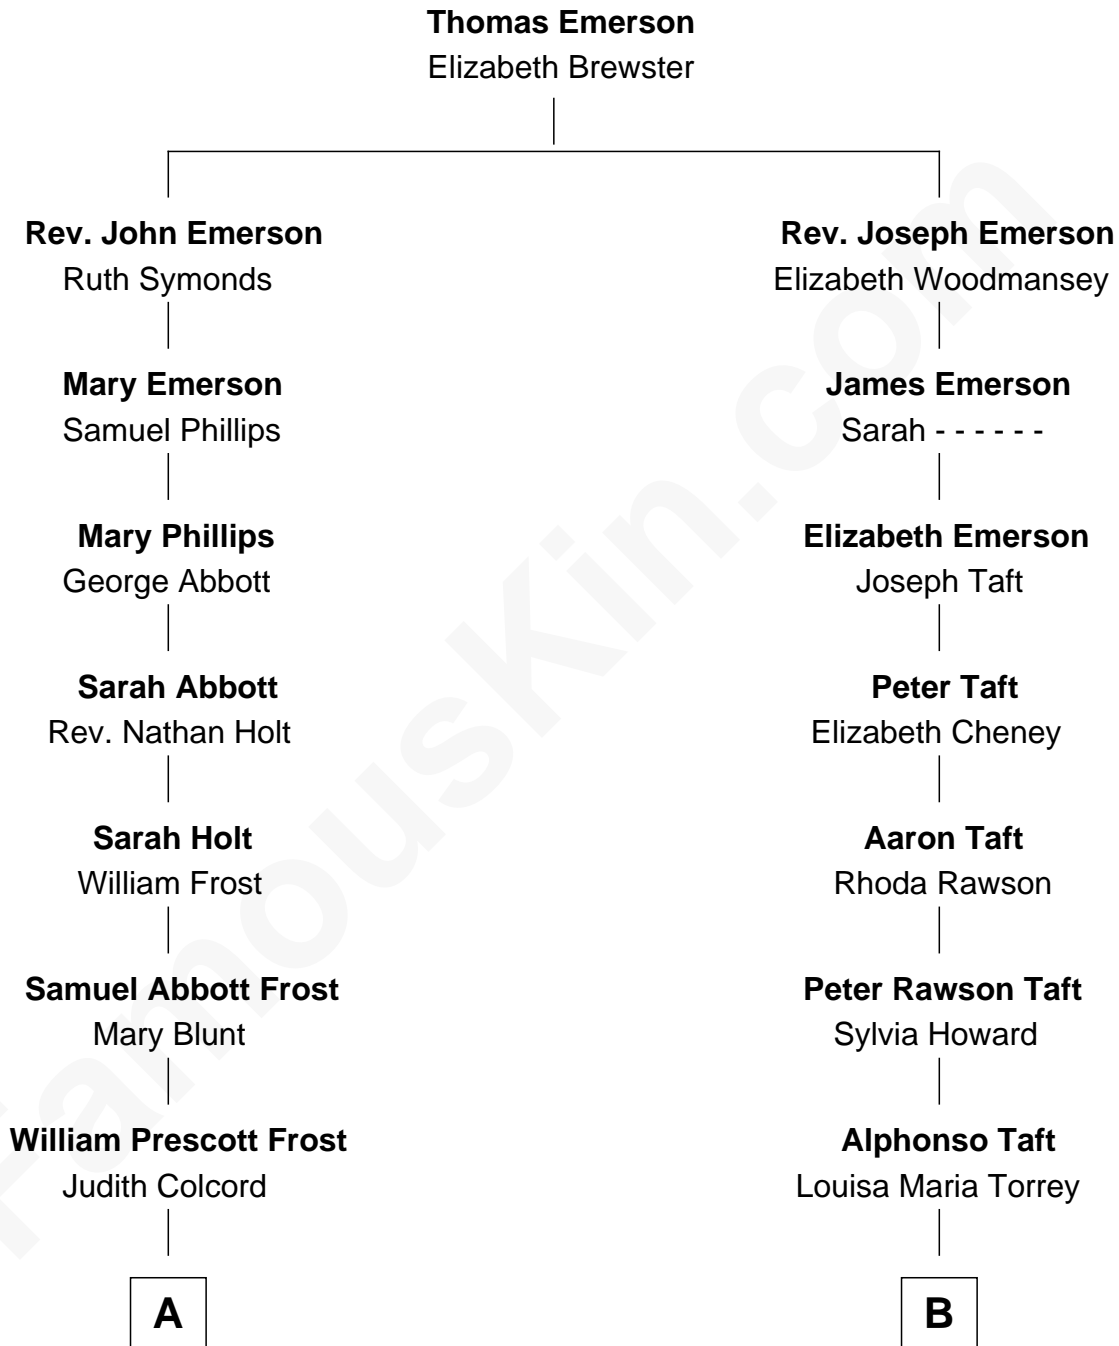 Thomas Emerson
Elizabeth Brewster
Rev. John Emerson
Ruth Symonds
Mary Emerson
Samuel Phillips
Mary Phillips
George Abbott
Sarah Abbott
Rev. Nathan Holt
Sarah Holt
William Frost
Samuel Abbott Frost
Mary Blunt
William Prescott Frost
Judith Colcord
A
Rev. Joseph Emerson
Elizabeth Woodmansey
James Emerson
Sarah - - - - - -
Elizabeth Emerson
Joseph Taft
Peter Taft
Elizabeth Cheney
Aaron Taft
Rhoda Rawson
Peter Rawson Taft
Sylvia Howard
Alphonso Taft
Louisa Maria Torrey
B
FamousKin.com